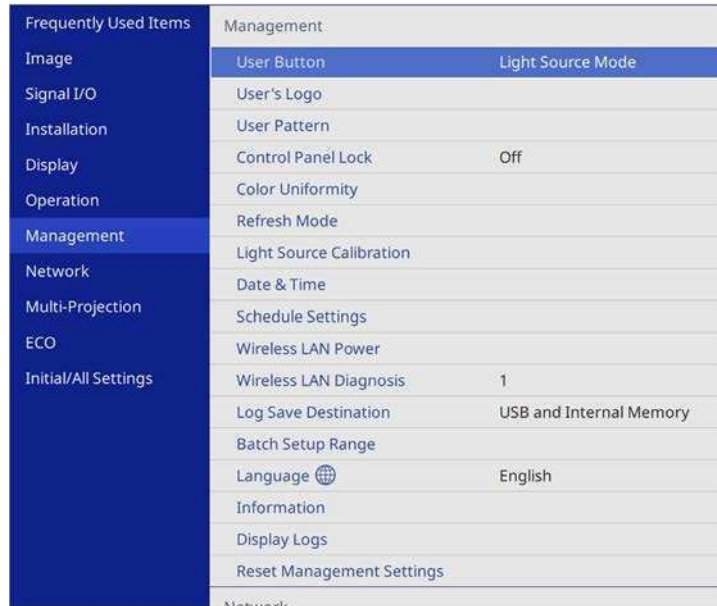 Frequently Used Items
Image
Signal I/O
Installation
Display
Operation
Management
Network
Multi-Projection
ECO
Initial/All Settings
Management
User Button Light Source Mode
User's Logo
User Pattern
Control Panel Lock Off
Color Uniformity
Refresh Mode
Light Source Calibration
Date & Time
Schedule Settings
Wireless LAN Power
Wireless LAN Diagnosis 1
Log Save Destination USB and Internal Memory
Batch Setup Range
Language English
Information
Display Logs
Reset Management Settings
Network